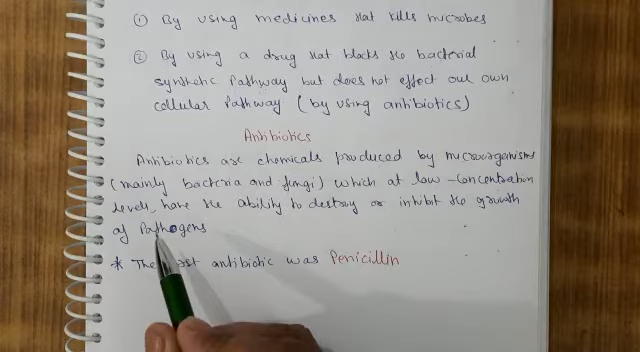 ① By using medicines that kills microbes
② By using a drug that blocks the bacterial
synthetic Pathway but does not effect our own
cellular Pathway (by using antibiotics)
Antibiotics
Antibiotics are chemicals produced by microorganisms
(mainly bacteria and fungi) which at low-concentration
levels, have the ability to destroy or inhibit the growth
of Pathogens
* The antibiotic was Penicillin